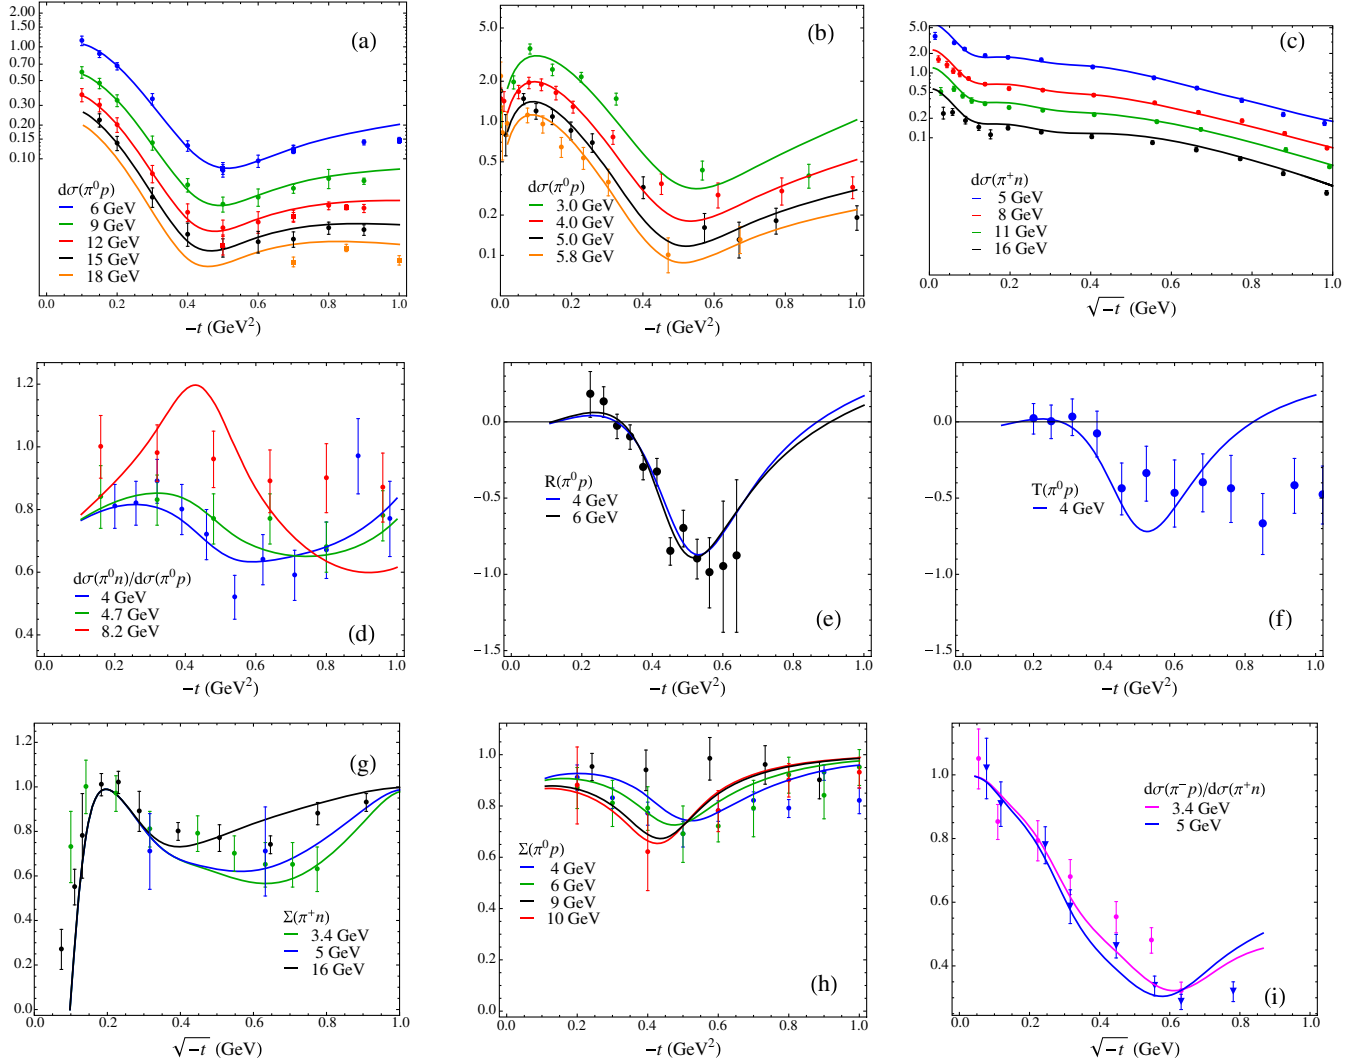 (a)
2.00
1.00
0.50
0.30
0.20
0.15
0.10
dσ(π⁰p)
6 GeV
9 GeV
12 GeV
15 GeV
18 GeV
0.0 0.2 0.4 0.6 0.8 1.0
−t (GeV²)
(b)
5.0
2.0
1.0
0.5
0.2
0.1
dσ(π⁰p)
3.0 GeV
4.0 GeV
5.0 GeV
5.8 GeV
0.0 0.2 0.4 0.6 0.8 1.0
−t (GeV²)
(c)
5.0
2.0
1.0
0.5
0.2
0.1
dσ(π⁺n)
5 GeV
8 GeV
11 GeV
16 GeV
0.0 0.2 0.4 0.6 0.8 1.0
√−t (GeV)
1.2
1.0
0.8
0.6
0.4
dσ(π⁰n)/dσ(π⁰p)
4 GeV
4.7 GeV
8.2 GeV
(d)
0.0 0.2 0.4 0.6 0.8 1.0
−t (GeV²)
0.0
−0.5
−1.0
−1.5
R(π⁰p)
4 GeV
6 GeV
(e)
0.0 0.2 0.4 0.6 0.8 1.0
−t (GeV²)
0.0
−0.5
−1.0
−1.5
T(π⁰p)
4 GeV
(f)
0.0 0.2 0.4 0.6 0.8 1.0
−t (GeV²)
(g)
1.2
1.0
0.8
0.6
0.4
0.2
0.0
Σ(π⁺n)
3.4 GeV
5 GeV
16 GeV
0.0 0.2 0.4 0.6 0.8 1.0
√−t (GeV)
1.0
0.8
0.6
0.4
0.2
0.0
Σ(π⁰p)
4 GeV
6 GeV
9 GeV
10 GeV
(h)
0.0 0.2 0.4 0.6 0.8 1.0
−t (GeV²)
1.0
0.8
0.6
0.4
dσ(π⁻p)/dσ(π⁺n)
3.4 GeV
5 GeV
(i)
0.0 0.2 0.4 0.6 0.8 1.0
√−t (GeV)